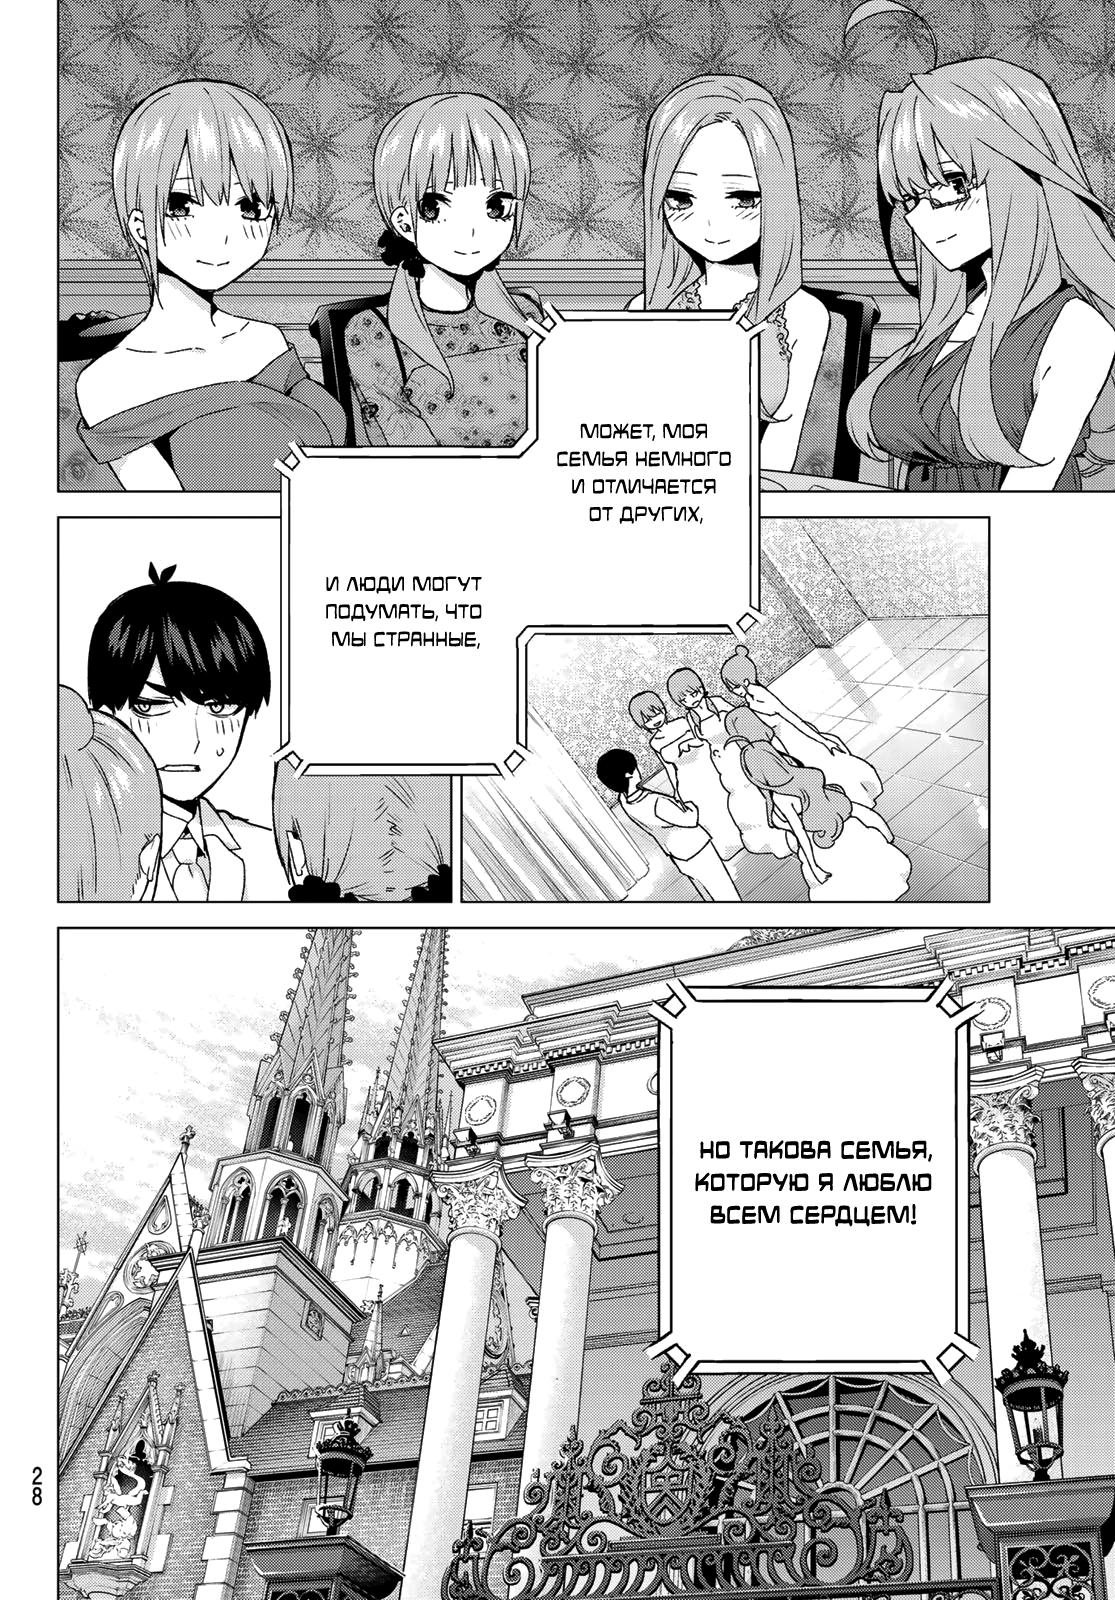 МОЖЕТ, МОЯ
СЕМЬЯ НЕМНОГО
И ОТЛИЧАЕТСЯ
ОТ ДРУГИХ,
И ЛЮДИ МОГУТ
ПОДУМАТЬ, ЧТО
МЫ СТРАННЫЕ,
НО ТАКОВА СЕМЬЯ,
КОТОРУЮ Я ЛЮБЛЮ
ВСЕМ СЕРДЦЕМ!
28